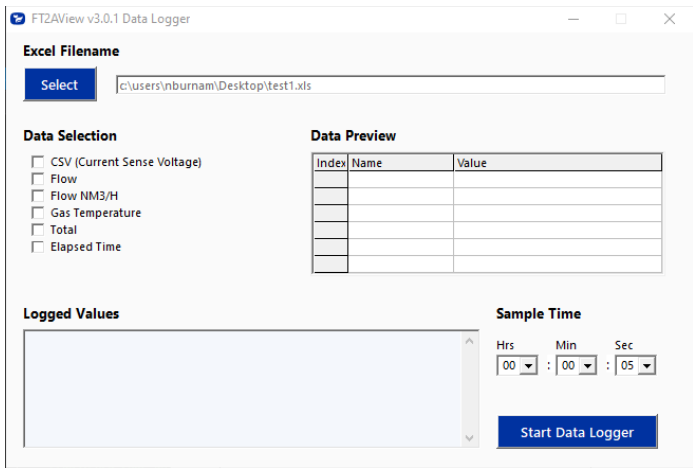 FT2AView v3.0.1 Data Logger
Excel Filename
Select
c:\users\nburnam\Desktop\test1.xls
Data Selection
CSV (Current Sense Voltage)
Flow
Flow NM3/H
Gas Temperature
Total
Elapsed Time
Data Preview
Index Name Value
Logged Values
Sample Time
Hrs Min Sec
00 : 00 : 05
Start Data Logger